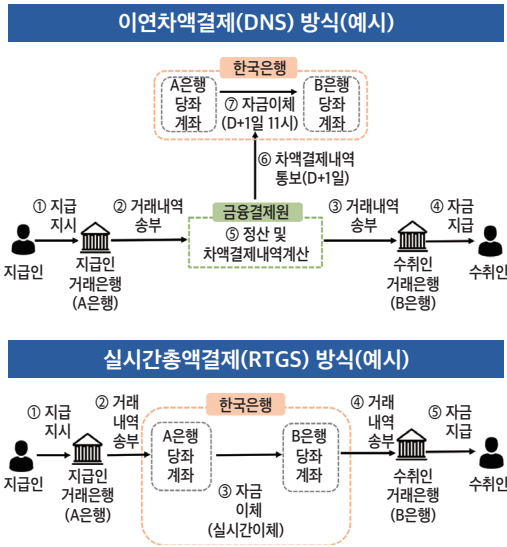 이연차액결제(DNS) 방식(예시)
한국은행
A은행
당좌
계좌
⑦ 자금이체
(D+1일 11시)
B은행
당좌
계좌
⑥ 차액결제내역
통보(D+1일)
① 지급
지시
② 거래내역
송부
금융결제원
⑤ 정산 및
차액결제내역계산
③ 거래내역
송부
④ 자금
지급
지급인
지급인
거래은행
(A은행)
수취인
거래은행
(B은행)
수취인
실시간총액결제(RTGS) 방식(예시)
① 지급
지시
② 거래
내역
송부
한국은행
A은행
당좌
계좌
B은행
당좌
계좌
③ 자금
이체
(실시간이체)
④ 거래
내역
송부
⑤ 자금
지급
지급인
지급인
거래은행
(A은행)
수취인
거래은행
(B은행)
수취인